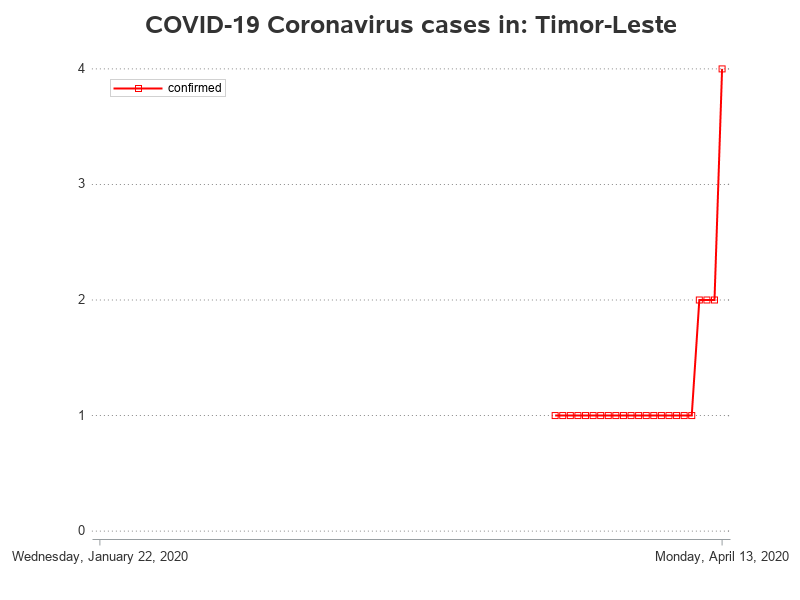 COVID-19 Coronavirus cases in: Timor-Leste
4
confirmed
3
2
1
0
Wednesday, January 22, 2020
Monday, April 13, 2020